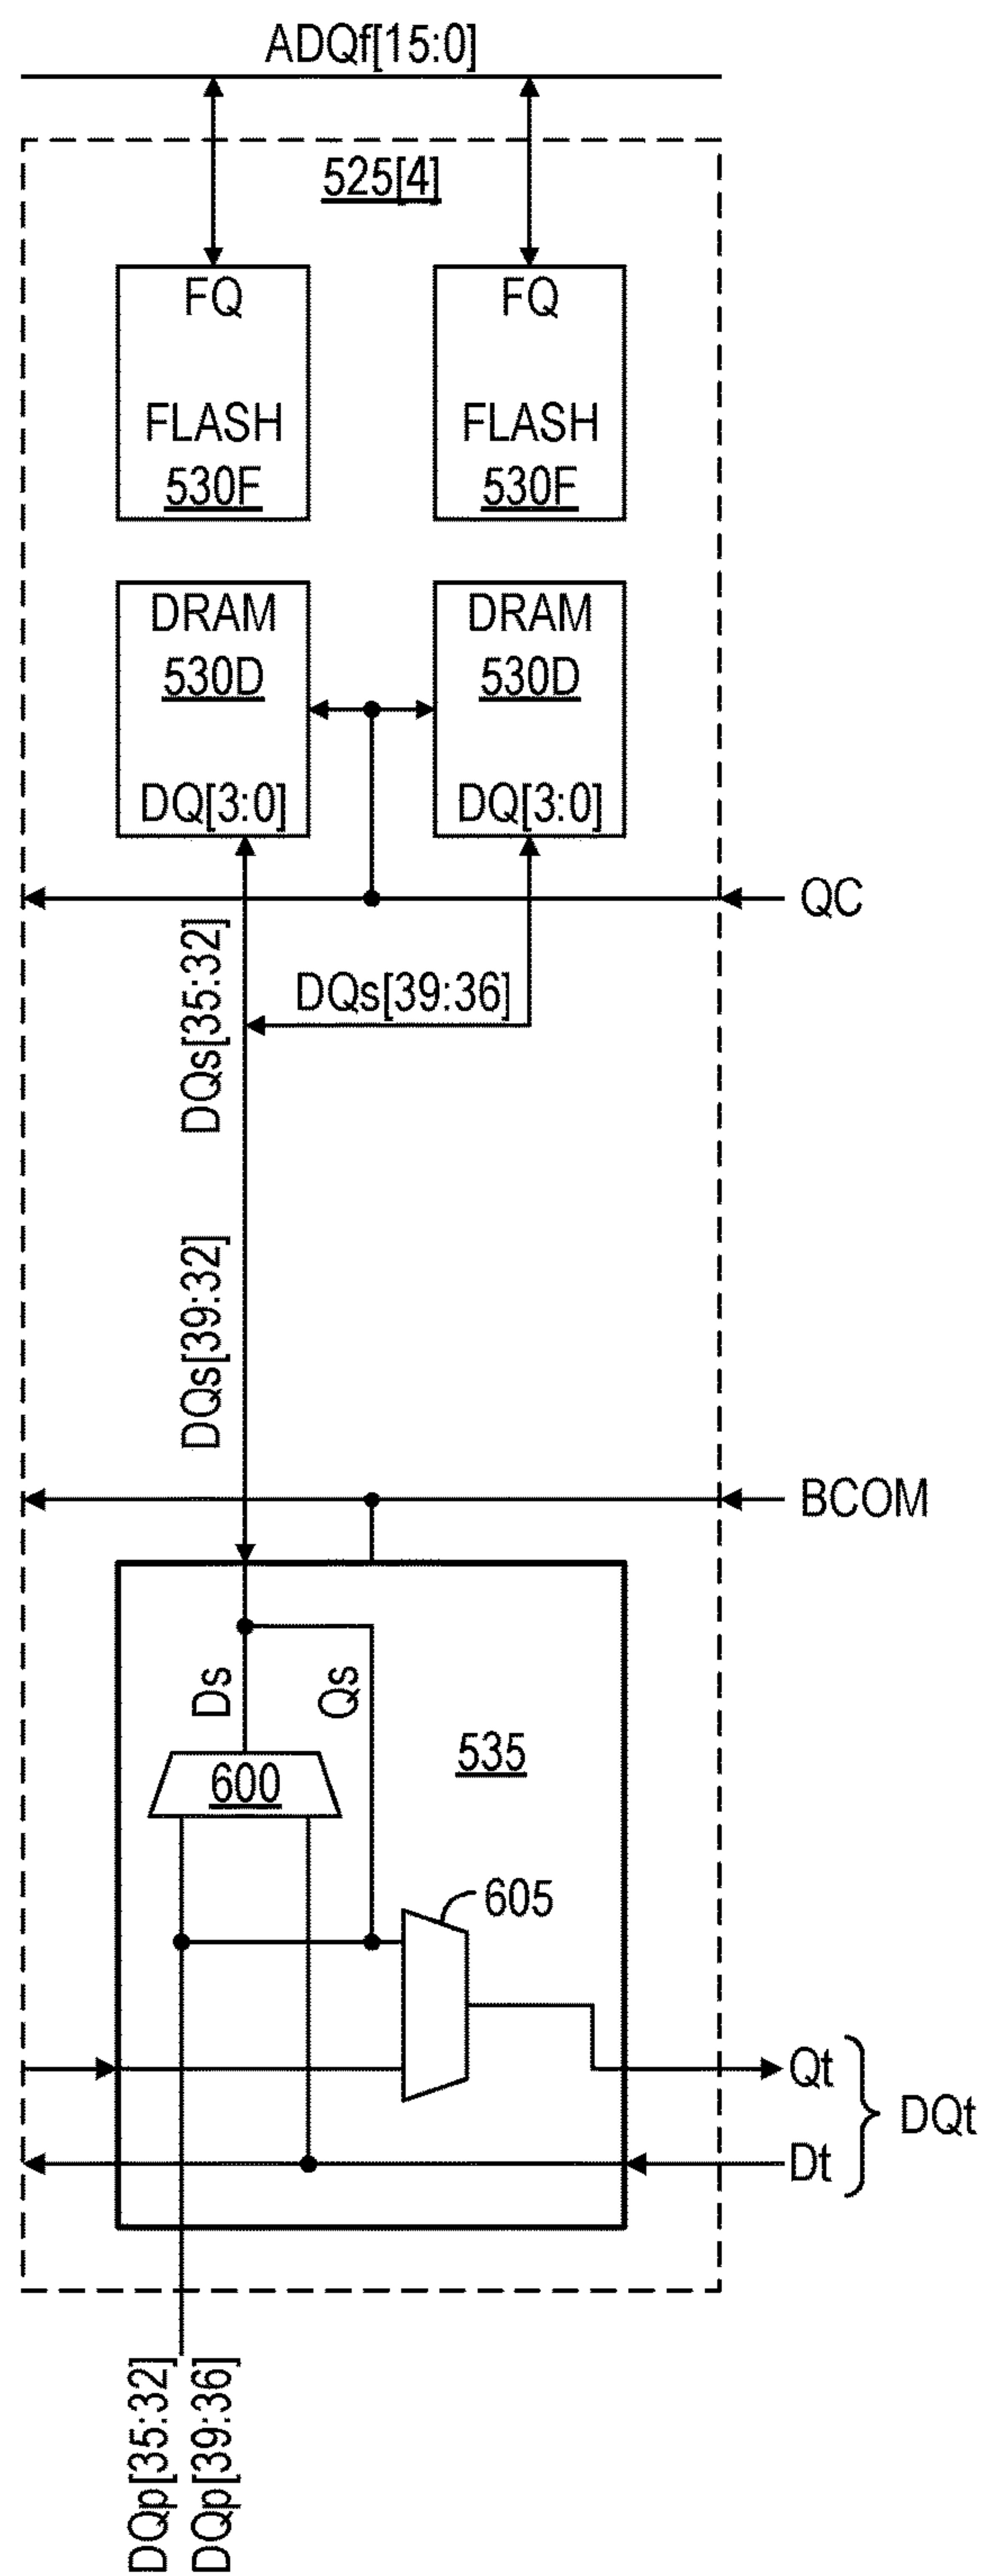 ADQf[15:0]
525[4]
FQ
FQ
FLASH
FLASH
530F
530F
DRAM
DRAM
530D
530D
DQ[3:0]
DQ[3:0]
QC
DQs[35:32]
DQs[39:36]
DQs[39:32]
BCOM
Ds
Qs
535
600
605
Qt
DQt
Dt
DQp[35:32]
DQp[39:36]